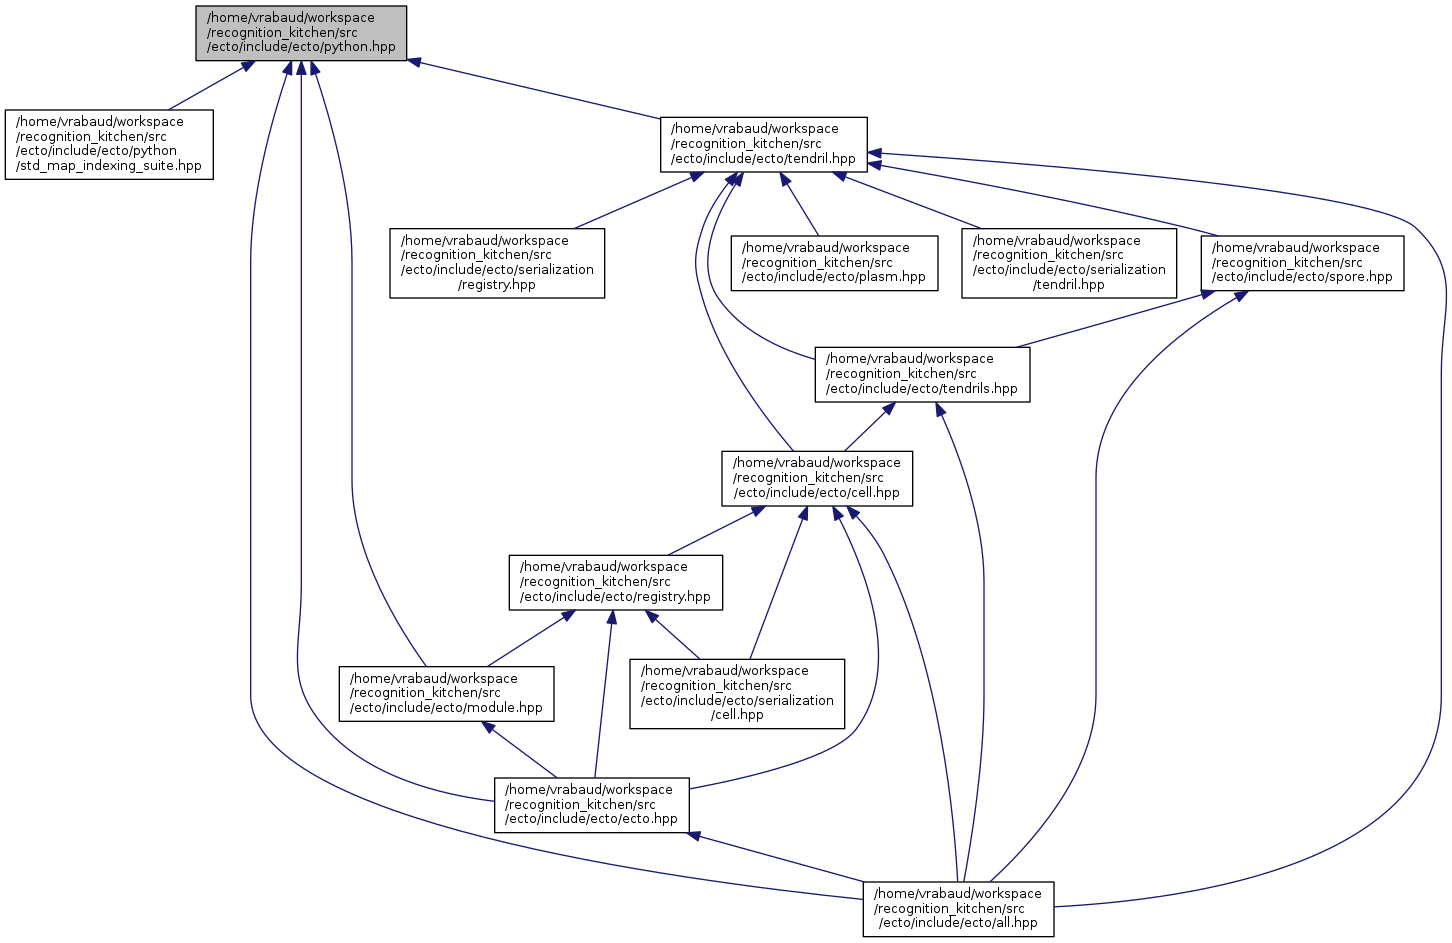 /home/vrabaud/workspace
/recognition_kitchen/src
/ecto/include/ecto/python.hpp
/home/vrabaud/workspace
/recognition_kitchen/src
/ecto/include/ecto/python
/std_map_indexing_suite.hpp
/home/vrabaud/workspace
/recognition_kitchen/src
/ecto/include/ecto/tendril.hpp
/home/vrabaud/workspace
/recognition_kitchen/src
/ecto/include/ecto/serialization
/registry.hpp
/home/vrabaud/workspace
/recognition_kitchen/src
/ecto/include/ecto/plasm.hpp
/home/vrabaud/workspace
/recognition_kitchen/src
/ecto/include/ecto/serialization
/tendril.hpp
/home/vrabaud/workspace
/recognition_kitchen/src
/ecto/include/ecto/spore.hpp
/home/vrabaud/workspace
/recognition_kitchen/src
/ecto/include/ecto/tendrils.hpp
/home/vrabaud/workspace
/recognition_kitchen/src
/ecto/include/ecto/cell.hpp
/home/vrabaud/workspace
/recognition_kitchen/src
/ecto/include/ecto/registry.hpp
/home/vrabaud/workspace
/recognition_kitchen/src
/ecto/include/ecto/module.hpp
/home/vrabaud/workspace
/recognition_kitchen/src
/ecto/include/ecto/serialization
/cell.hpp
/home/vrabaud/workspace
/recognition_kitchen/src
/ecto/include/ecto/ecto.hpp
/home/vrabaud/workspace
/recognition_kitchen/src
/ecto/include/ecto/all.hpp